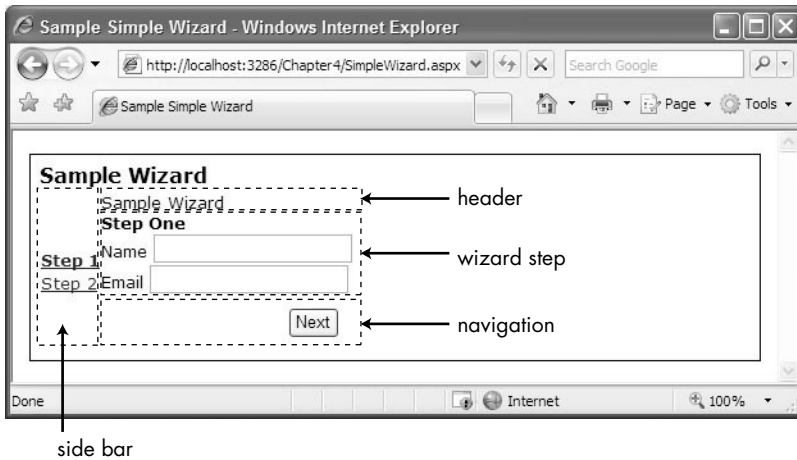 Sample Simple Wizard - Windows Internet Explorer
http://localhost:3286/Chapter4/SimpleWizard.aspx
Search Google
Sample Simple Wizard
Page
Tools
Sample Wizard
Sample Wizard
header
Step One
Name
wizard step
Step 1
Step 2
Email
Next
navigation
Done
Internet
100%
side bar